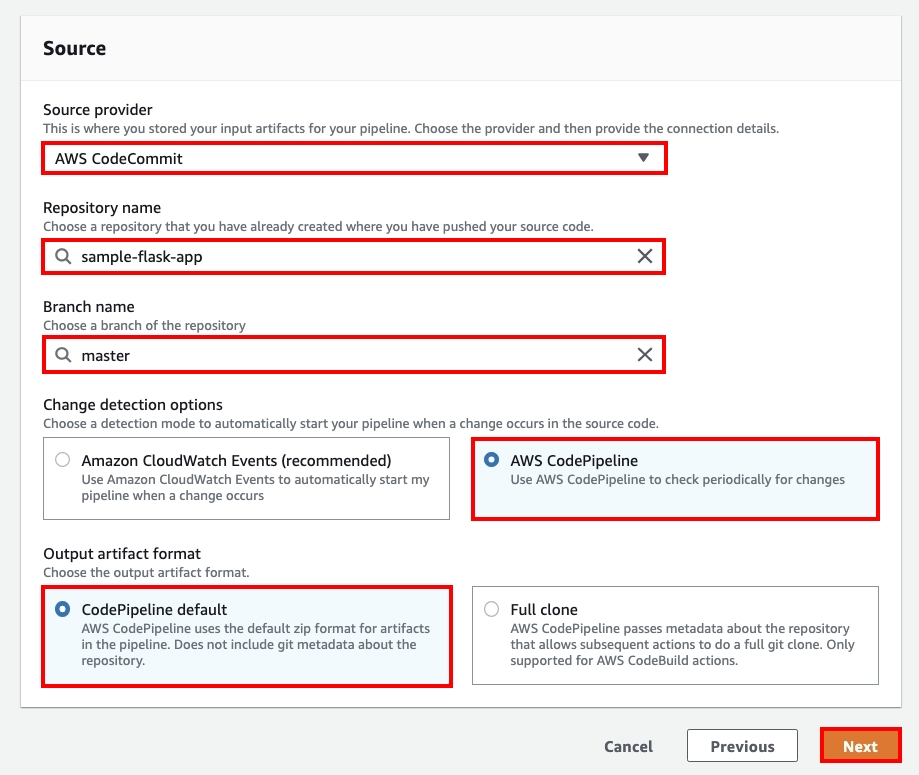 Source
Source provider
This is where you stored your input artifacts for your pipeline. Choose the provider and then provide the connection details.
AWS CodeCommit
Repository name
Choose a repository that you have already created where you have pushed your source code.
sample-flask-app
Branch name
Choose a branch of the repository
master
Change detection options
Choose a detection mode to automatically start your pipeline when a change occurs in the source code.
Amazon CloudWatch Events (recommended)
Use Amazon CloudWatch Events to automatically start my
pipeline when a change occurs
AWS CodePipeline
Use AWS CodePipeline to check periodically for changes
Output artifact format
Choose the output artifact format.
CodePipeline default
AWS CodePipeline uses the default zip format for artifacts
in the pipeline. Does not include git metadata about the
repository.
Full clone
AWS CodePipeline passes metadata about the repository
that allows subsequent actions to do a full git clone. Only
supported for AWS CodeBuild actions.
Cancel
Previous
Next